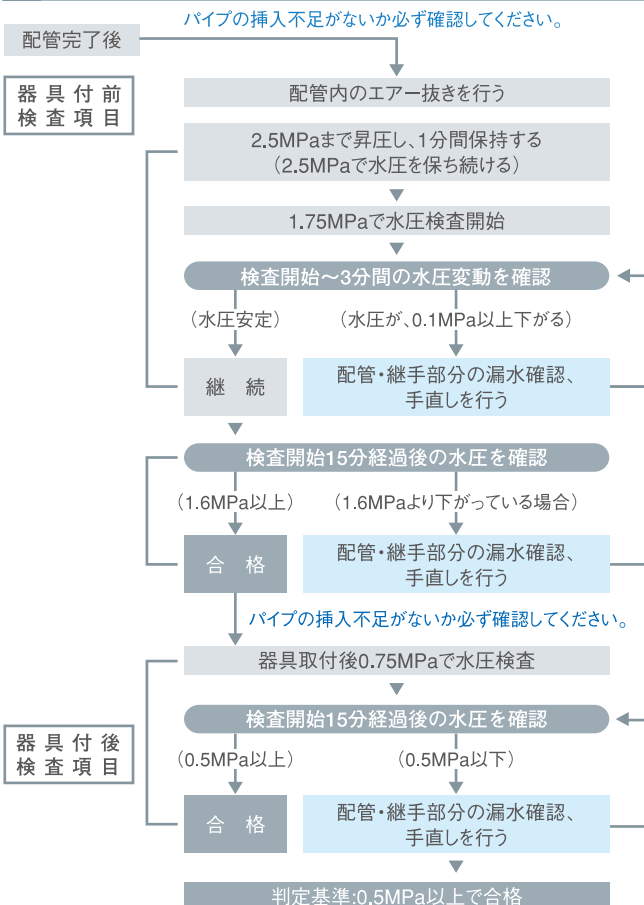 パイプの挿入不足がないか必ず確認してください。
配管完了後
器具付前
検査項目
配管内のエアー抜きを行う
2.5MPaまで昇圧し、1分間保持する
(2.5MPaで水圧を保ち続ける)
1.75MPaで水圧検査開始
検査開始〜3分間の水圧変動を確認
(水圧安定)
(水圧が、0.1MPa以上下がる)
継 続
配管・継手部分の漏水確認、
手直しを行う
検査開始15分経過後の水圧を確認
(1.6MPa以上)
(1.6MPaより下がっている場合)
合 格
配管・継手部分の漏水確認、
手直しを行う
パイプの挿入不足がないか必ず確認してください。
器具取付後0.75MPaで水圧検査
検査開始15分経過後の水圧を確認
器具付後
検査項目
(0.5MPa以上)
(0.5MPa以下)
合 格
配管・継手部分の漏水確認、
手直しを行う
判定基準:0.5MPa以上で合格